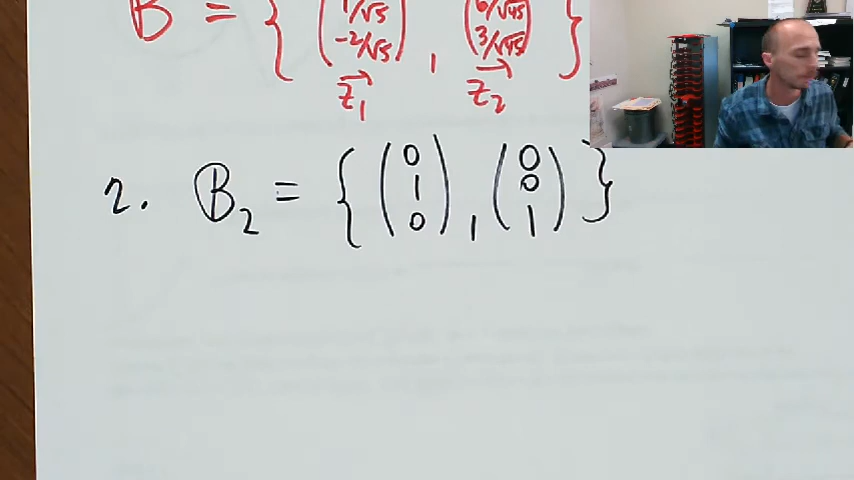 B = { (1/√5 -2/√5) , (6/√45 3/√45) }
z₁ z₂
2. B₂ = { (0 1 0) , (0 0 1) }